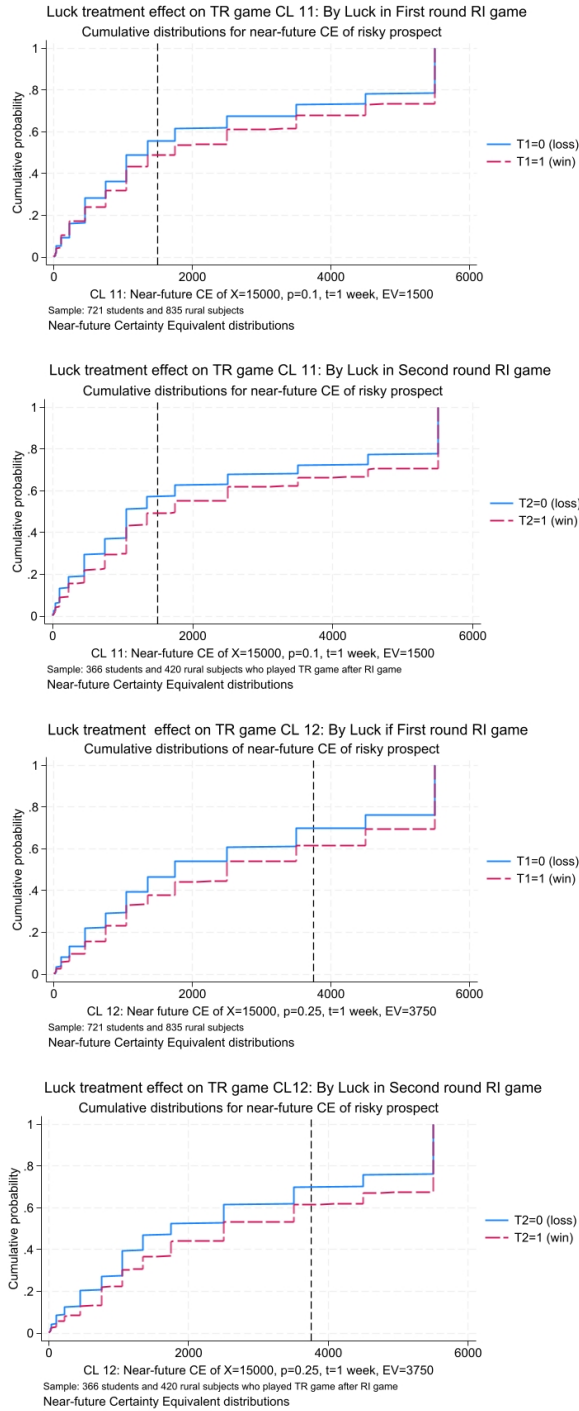 Luck treatment effect on TR game CL 11: By Luck in First round RI game
Cumulative distributions for near-future CE of risky prospect
Cumulative probability
1
.8
.6
.4
.2
0
T1=0 (loss)
T1=1 (win)
0 2000 4000 6000
CL 11: Near-future CE of X=15000, p=0.1, t=1 week, EV=1500
Sample: 721 students and 835 rural subjects
Near-future Certainty Equivalent distributions
Luck treatment effect on TR game CL 11: By Luck in Second round RI game
Cumulative distributions for near-future CE of risky prospect
Cumulative probability
1
.8
.6
.4
.2
0
T2=0 (loss)
T2=1 (win)
0 2000 4000 6000
CL 11: Near-future CE of X=15000, p=0.1, t=1 week, EV=1500
Sample: 366 students and 420 rural subjects who played TR game after RI game
Near-future Certainty Equivalent distributions
Luck treatment  effect on TR game CL 12: By Luck if First round RI game
Cumulative distributions of near-future CE of risky prospect
Cumulative probability
1
.8
.6
.4
.2
0
T1=0 (loss)
T1=1 (win)
0 2000 4000 6000
CL 12: Near future CE of X=15000, p=0.25, t=1 week, EV=3750
Sample: 721 students and 835 rural subjects
Near-future Certainty Equivalent distributions
Luck treatment effect on TR game CL12: By Luck in Second round RI game
Cumulative distributions for near-future CE of risky prospect
Cumulative probability
1
.8
.6
.4
.2
0
T2=0 (loss)
T2=1 (win)
0 2000 4000 6000
CL 12: Near-future CE of X=15000, p=0.25, t=1 week, EV=3750
Sample: 366 students and 420 rural subjects who played TR game after RI game
Near-future Certainty Equivalent distributions